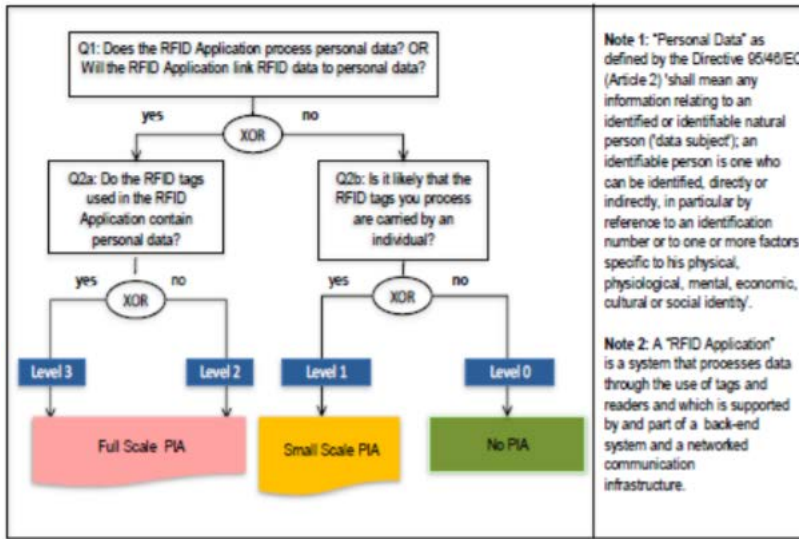 Q1: Does the RFID Application process personal data? OR
Will the RFID Application link RFID data to personal data?
yes
no
XOR
Q2a: Do the RFID tags
used in the RFID
Application contain
personal data?
Q2b: Is it likely that the
RFID tags you process
are carried by an
individual?
yes
no
XOR
yes
no
XOR
Level 3
Level 2
Level 1
Level 0
Full Scale PIA
Small Scale PIA
No PIA
Note 1: "Personal Data" as
defined by the Directive 95/46/EC
(Article 2) 'shall mean any
information relating to an
identified or identifiable natural
person ('data subject'); an
identifiable person is one who
can be identified, directly or
indirectly, in particular by
reference to an identification
number or to one or more factors
specific to his physical,
physiological, mental, economic,
cultural or social identity'.
Note 2: A "RFID Application"
is a system that processes data
through the use of tags and
readers and which is supported
by and part of a back-end
system and a networked
communication
infrastructure.